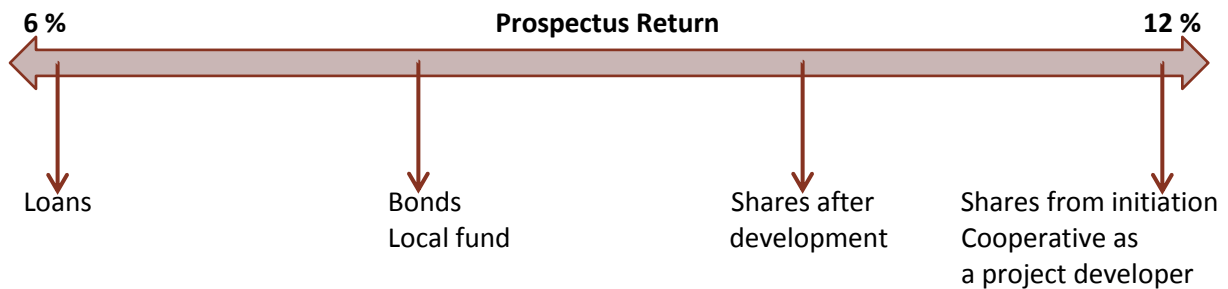 6 % Prospectus Return 12 %
Loans
Bonds
Local fund
Shares after
development
Shares from initiation
Cooperative as
a project developer